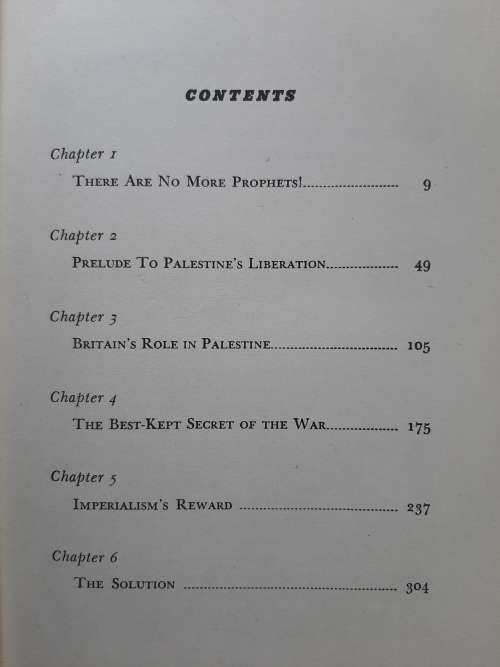 CONTENTS
Chapter 1
There Are No More Prophets!.......................... 9
Chapter 2
Prelude To Palestine's Liberation................... 49
Chapter 3
Britain's Role in Palestine.................................. 105
Chapter 4
The Best-Kept Secret of the War................... 175
Chapter 5
Imperialism's Reward .......................................... 237
Chapter 6
The Solution ......................................................... 304